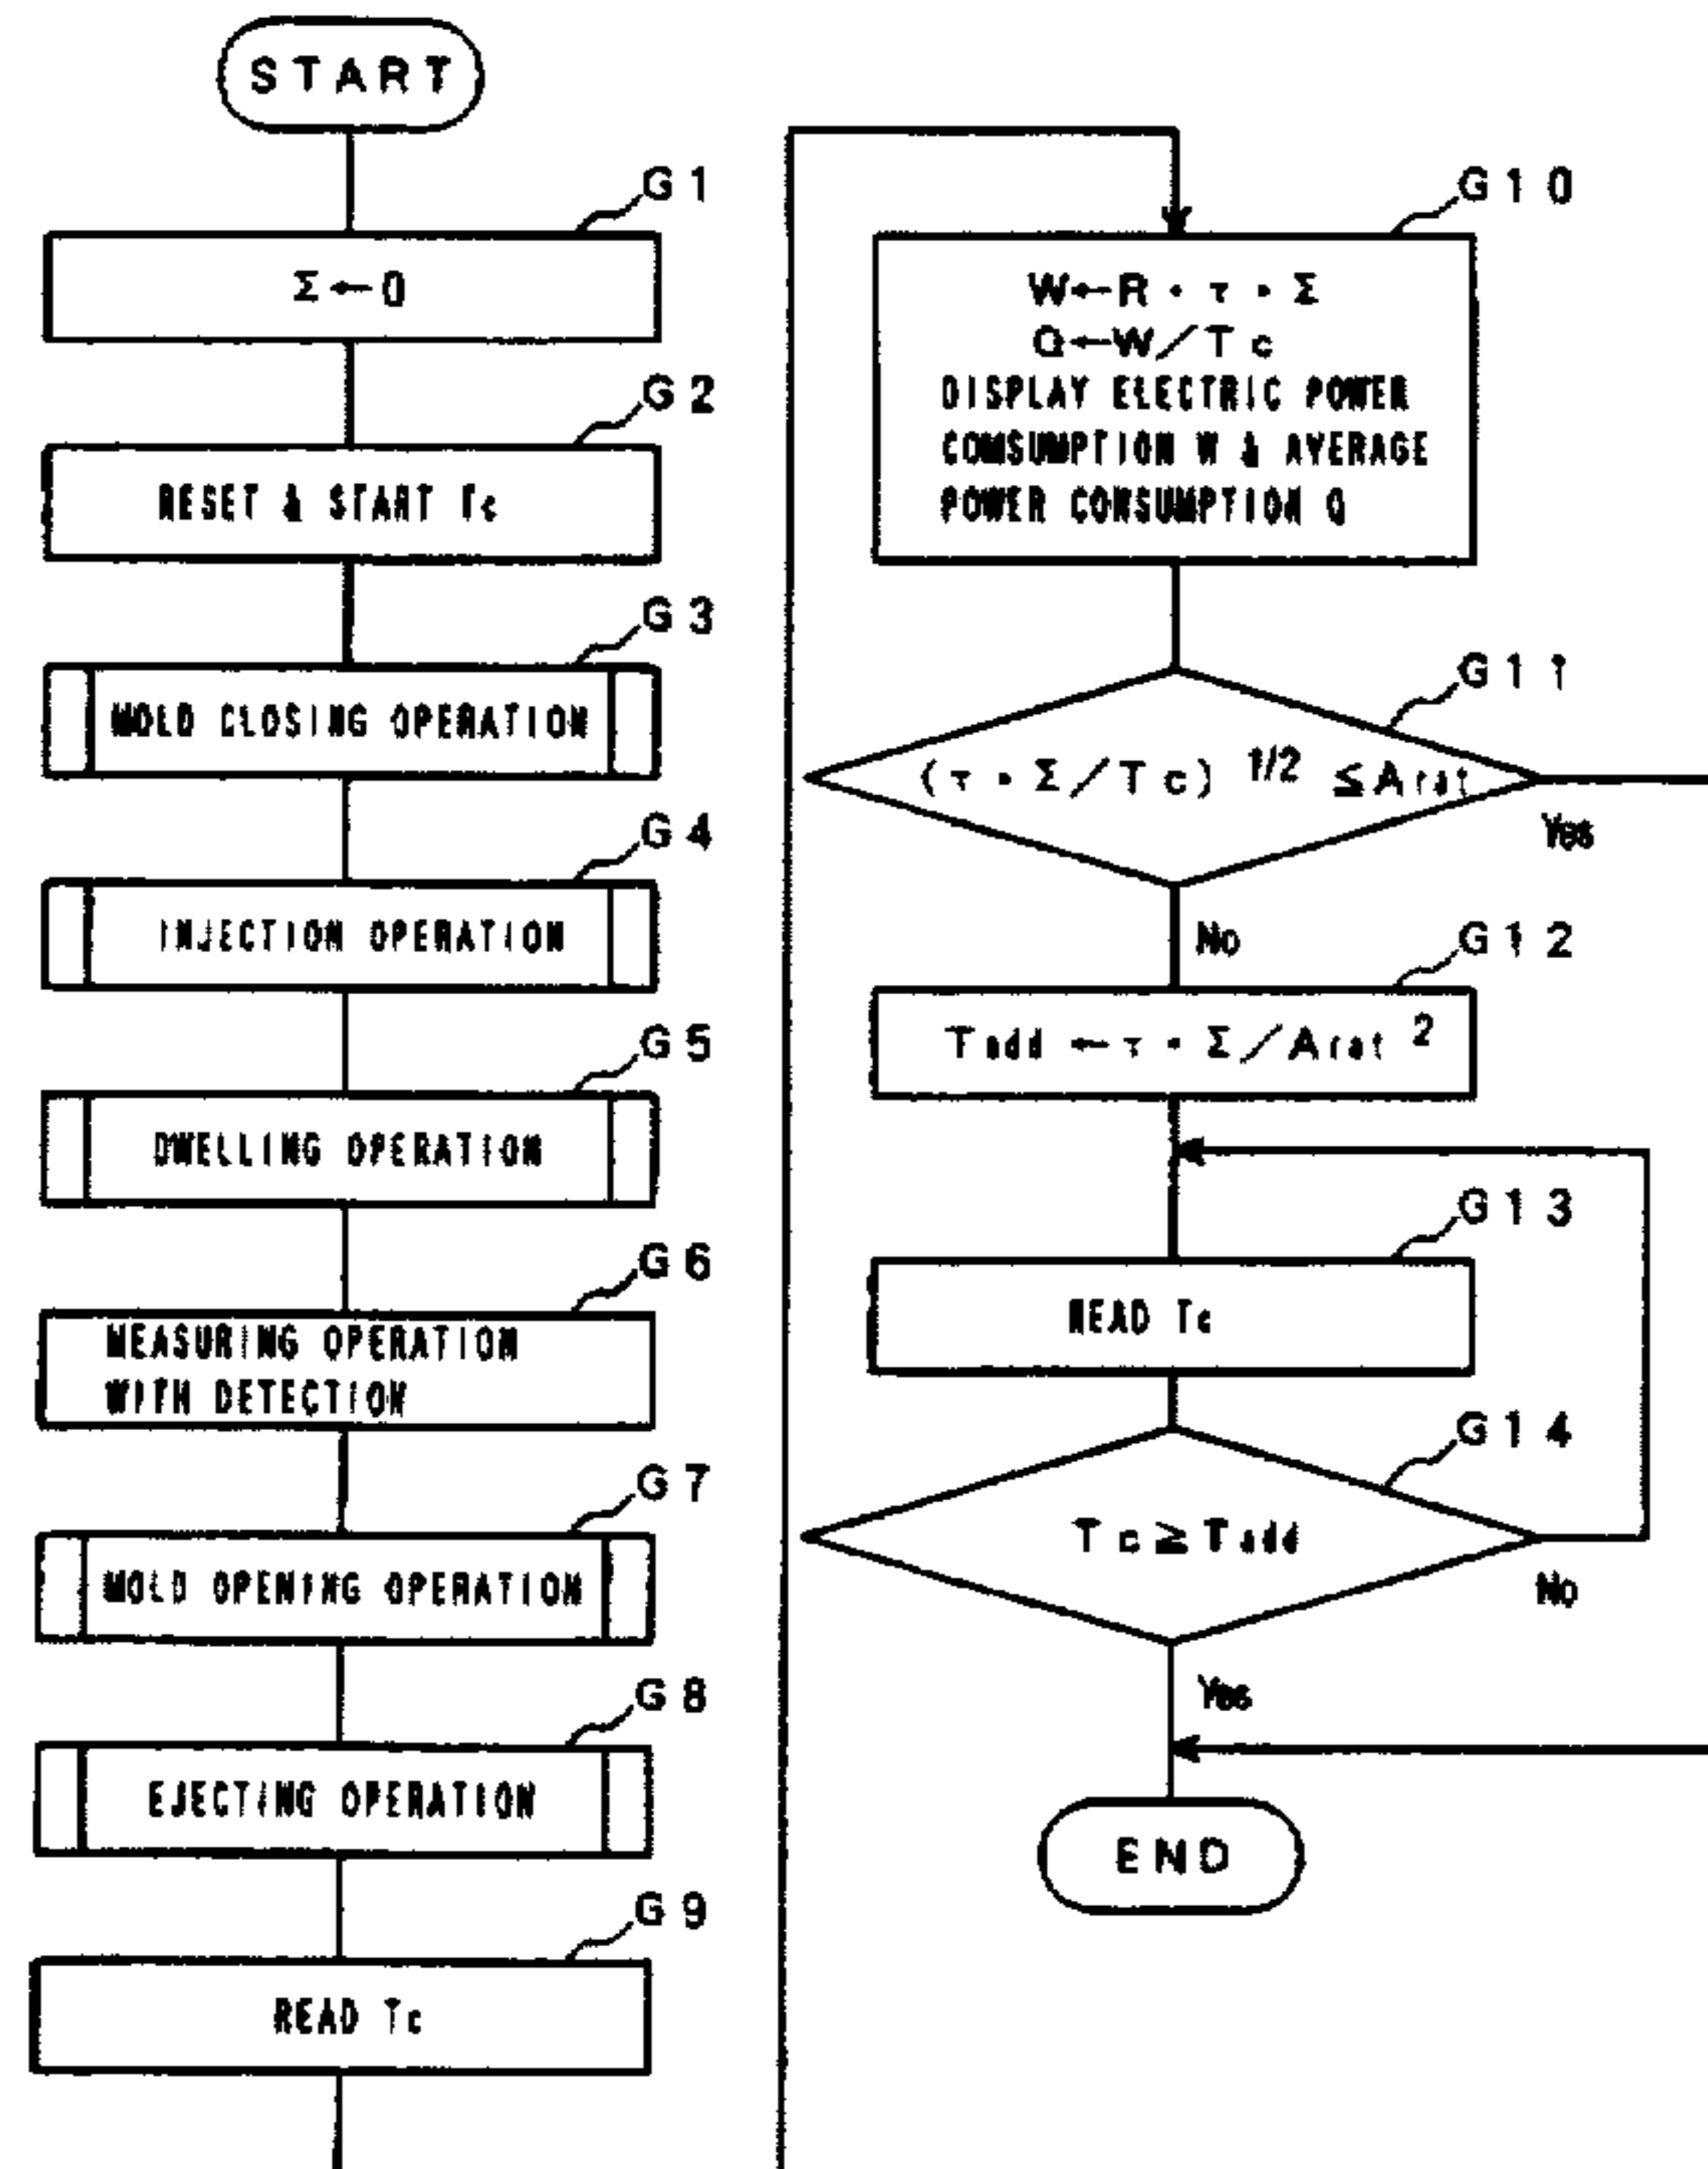 START
G1
Σ←0
G2
RESET & START Tc
G3
MOLD CLOSING OPERATION
G4
INJECTION OPERATION
G5
DWELLING OPERATION
G6
MEASURING OPERATION
WITH DETECTION
G7
MOLD OPENING OPERATION
G8
EJECTING OPERATION
G9
READ Tc
G10
W←R・τ・Σ
Q←W/Tc
DISPLAY ELECTRIC POWER
COMSUMPTION W & AVERAGE
POWER CONSUMPTION Q
G11
(τ・Σ/Tc) 1/2 ≦Arat
Yes
No
G12
Tadd ←τ・Σ/Arat 2
G13
READ Tc
G14
Tc≧Tadd
No
Yes
END